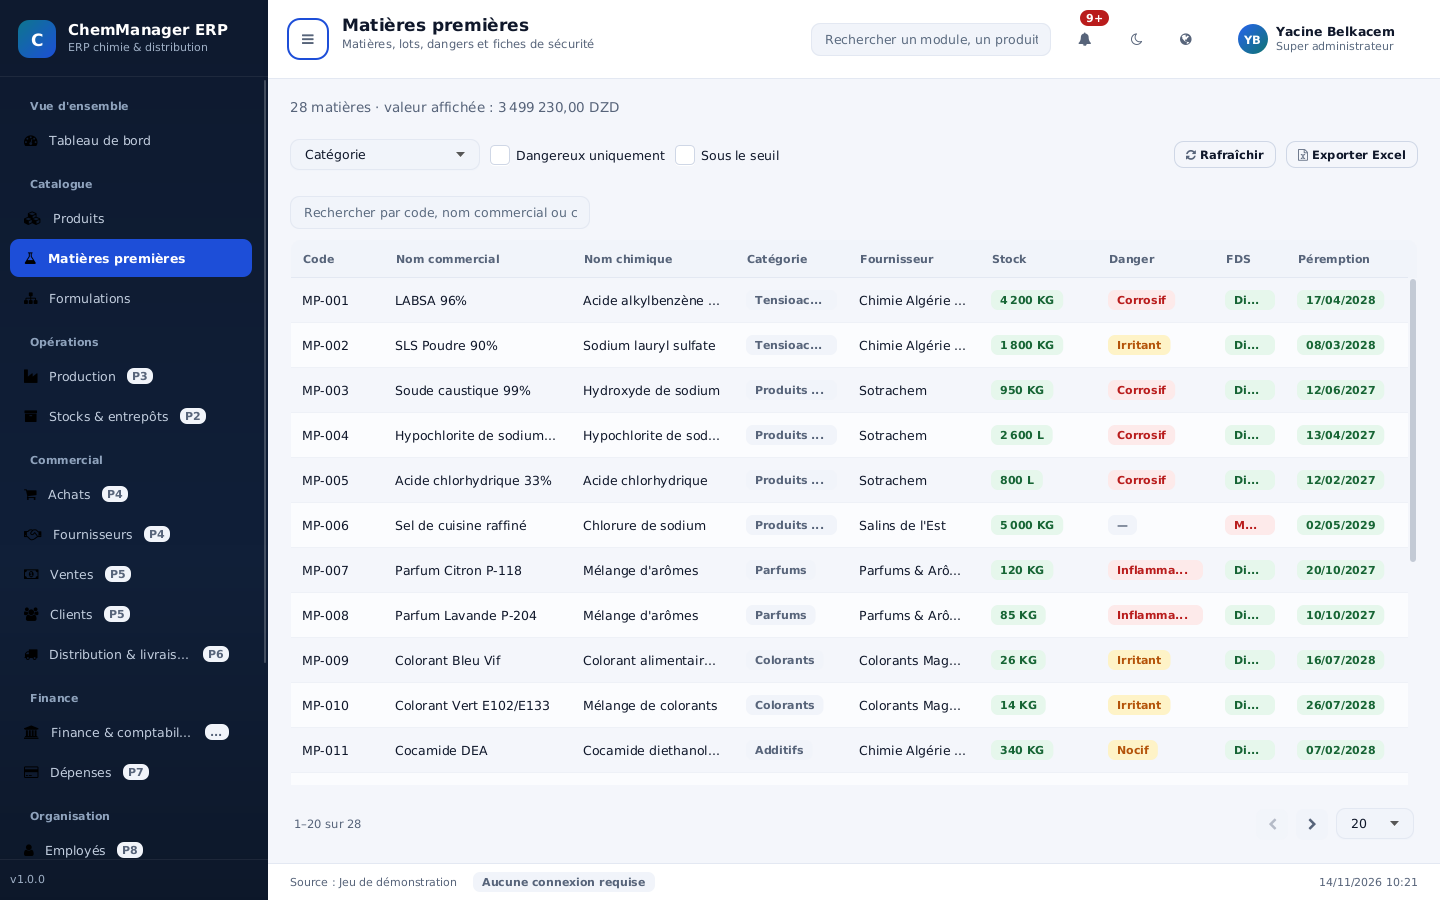 C
ChemManager ERP
ERP chimie & distribution
Vue d'ensemble
Tableau de bord
Catalogue
Produits
Matières premières
Formulations
Opérations
Production P3
Stocks & entrepôts P2
Commercial
Achats P4
Fournisseurs P4
Ventes P5
Clients P5
Distribution & livrais... P6
Finance
Finance & comptabil... ...
Dépenses P7
Organisation
Employés P8
v1.0.0
Matières premières
Matières, lots, dangers et fiches de sécurité
Rechercher un module, un produit
9+
YB
Yacine Belkacem
Super administrateur
28 matières · valeur affichée : 3 499 230,00 DZD
Catégorie Dangereux uniquement Sous le seuil Rafraîchir Exporter Excel
Rechercher par code, nom commercial ou c
Code Nom commercial Nom chimique Catégorie Fournisseur Stock Danger FDS Péremption
MP-001 LABSA 96% Acide alkylbenzène ... Tensioac... Chimie Algérie ... 4 200 KG Corrosif Di... 17/04/2028
MP-002 SLS Poudre 90% Sodium lauryl sulfate Tensioac... Chimie Algérie ... 1 800 KG Irritant Di... 08/03/2028
MP-003 Soude caustique 99% Hydroxyde de sodium Produits ... Sotrachem 950 KG Corrosif Di... 12/06/2027
MP-004 Hypochlorite de sodium... Hypochlorite de sod... Produits ... Sotrachem 2 600 L Corrosif Di... 13/04/2027
MP-005 Acide chlorhydrique 33% Acide chlorhydrique Produits ... Sotrachem 800 L Corrosif Di... 12/02/2027
MP-006 Sel de cuisine raffiné Chlorure de sodium Produits ... Salins de l'Est 5 000 KG — M... 02/05/2029
MP-007 Parfum Citron P-118 Mélange d'arômes Parfums Parfums & Arô... 120 KG Inflamma... Di... 20/10/2027
MP-008 Parfum Lavande P-204 Mélange d'arômes Parfums Parfums & Arô... 85 KG Inflamma... Di... 10/10/2027
MP-009 Colorant Bleu Vif Colorant alimentair... Colorants Colorants Mag... 26 KG Irritant Di... 16/07/2028
MP-010 Colorant Vert E102/E133 Mélange de colorants Colorants Colorants Mag... 14 KG Irritant Di... 26/07/2028
MP-011 Cocamide DEA Cocamide diethanol... Additifs Chimie Algérie ... 340 KG Nocif Di... 07/02/2028
1–20 sur 28 20
Source : Jeu de démonstration Aucune connexion requise 14/11/2026 10:21